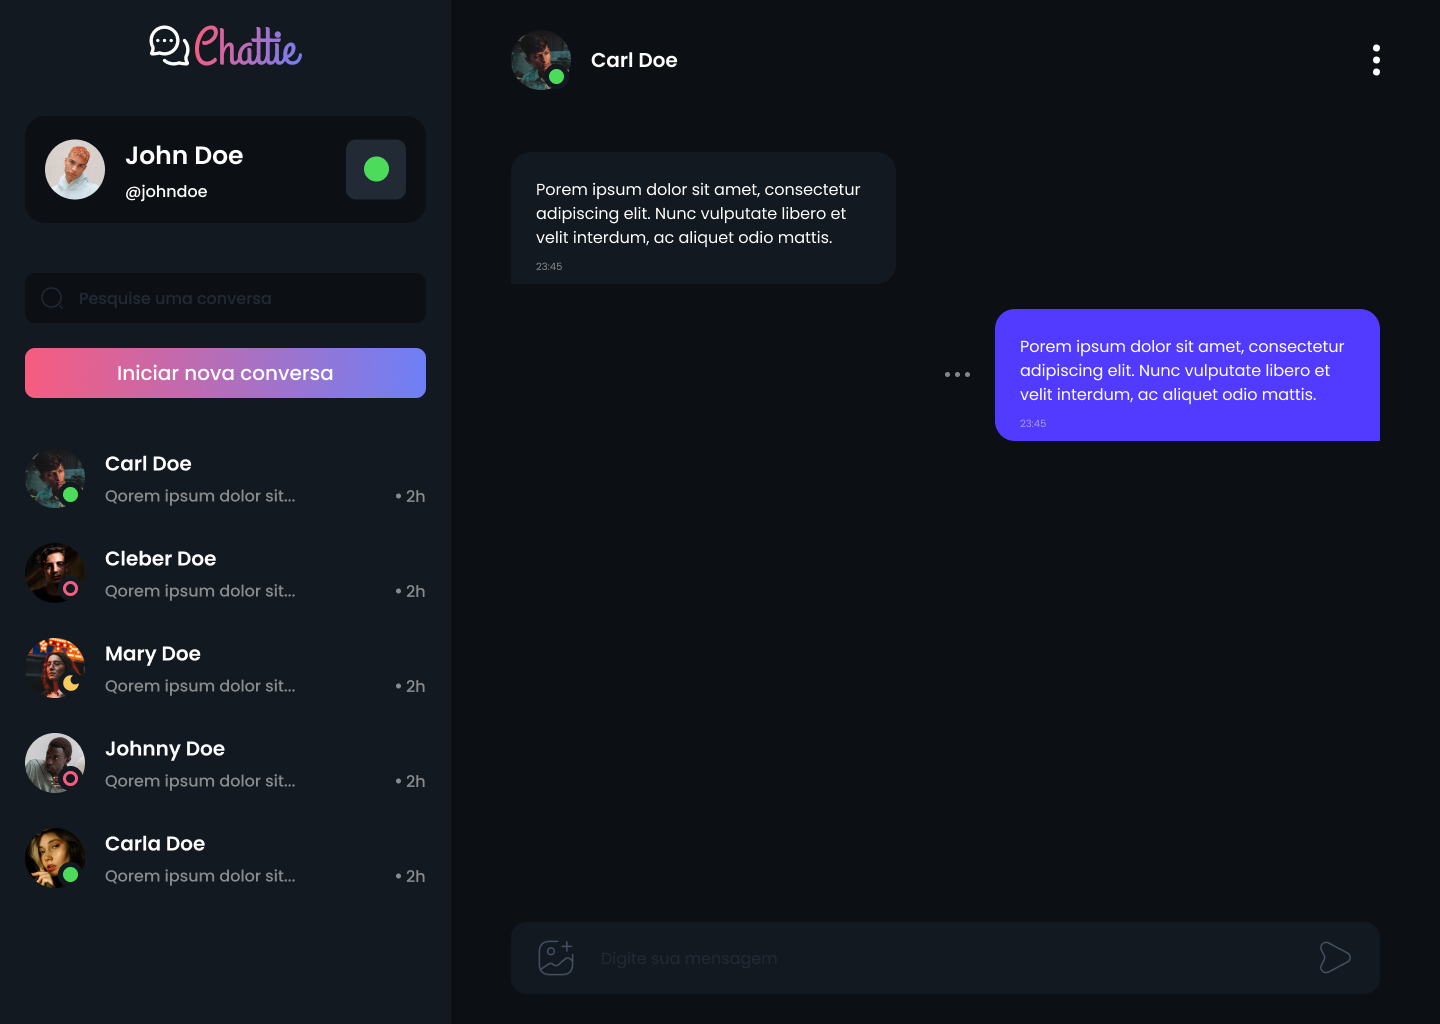 Chattie
John Doe
@johndoe
Pesquise uma conversa
Iniciar nova conversa
Carl Doe
Qorem ipsum dolor sit...
• 2h
Cleber Doe
Qorem ipsum dolor sit...
• 2h
Mary Doe
Qorem ipsum dolor sit...
• 2h
Johnny Doe
Qorem ipsum dolor sit...
• 2h
Carla Doe
Qorem ipsum dolor sit...
• 2h
Carl Doe
Porem ipsum dolor sit amet, consectetur
adipiscing elit. Nunc vulputate libero et
velit interdum, ac aliquet odio mattis.
23:45
Porem ipsum dolor sit amet, consectetur
adipiscing elit. Nunc vulputate libero et
velit interdum, ac aliquet odio mattis.
23:45
Digite sua mensagem